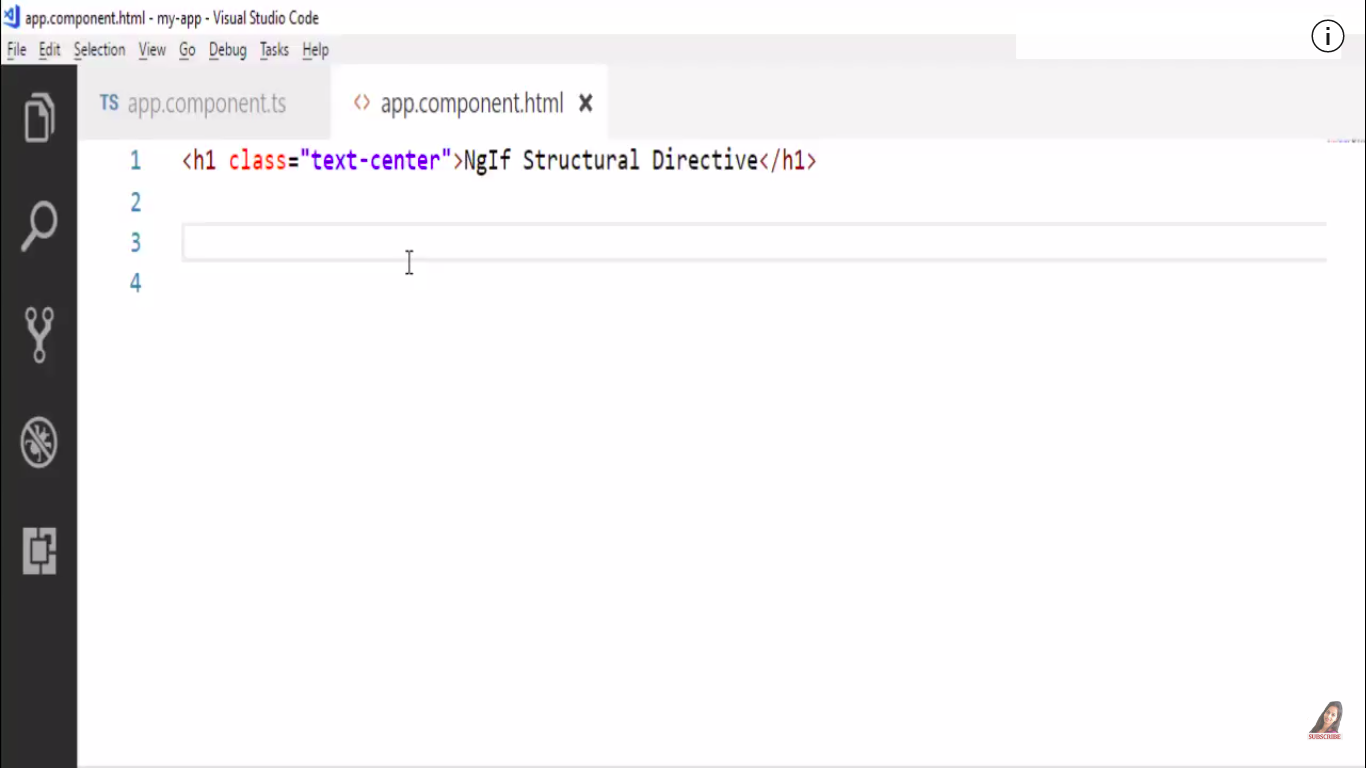 app.component.html - my-app - Visual Studio Code
File Edit Selection View Go Debug Tasks Help
TS app.component.ts <> app.component.html ×
1 <h1 class="text-center">NgIf Structural Directive</h1>
2
3
4
SUBSCRIBE